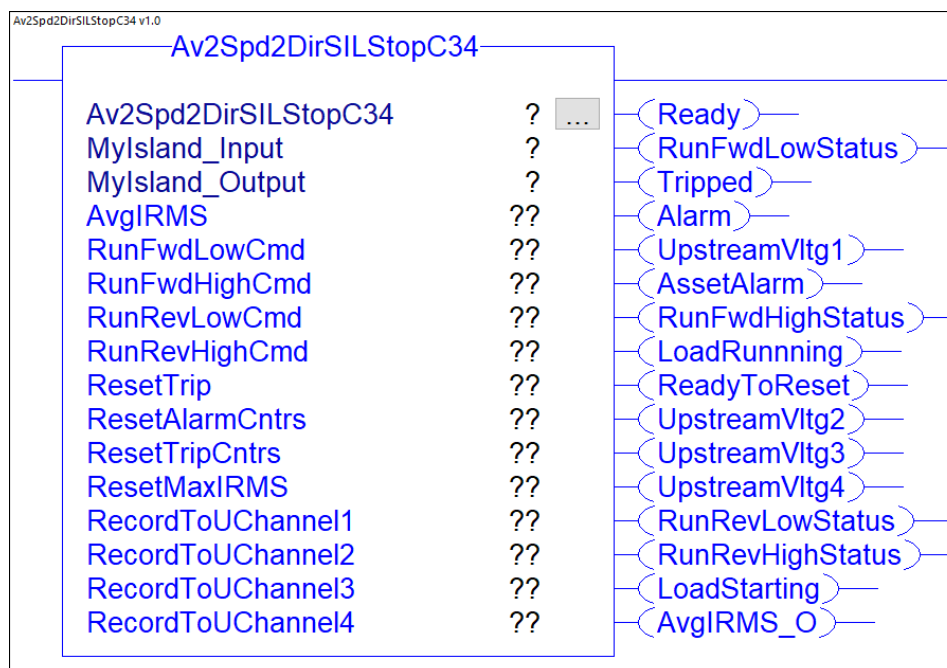 Av2Spd2DirSILStopC34 v1.0
Av2Spd2DirSILStopC34
Av2Spd2DirSILStopC34 ? ... Ready
MyIsland_Input ? RunFwdLowStatus
MyIsland_Output ? Tripped
AvgIRMS ?? Alarm
RunFwdLowCmd ?? UpstreamVltg1
RunFwdHighCmd ?? AssetAlarm
RunRevLowCmd ?? RunFwdHighStatus
RunRevHighCmd ?? LoadRunnning
ResetTrip ?? ReadyToReset
ResetAlarmCntrs ?? UpstreamVltg2
ResetTripCntrs ?? UpstreamVltg3
ResetMaxIRMS ?? UpstreamVltg4
RecordToUChannel1 ?? RunRevLowStatus
RecordToUChannel2 ?? RunRevHighStatus
RecordToUChannel3 ?? LoadStarting
RecordToUChannel4 ?? AvgIRMS_O